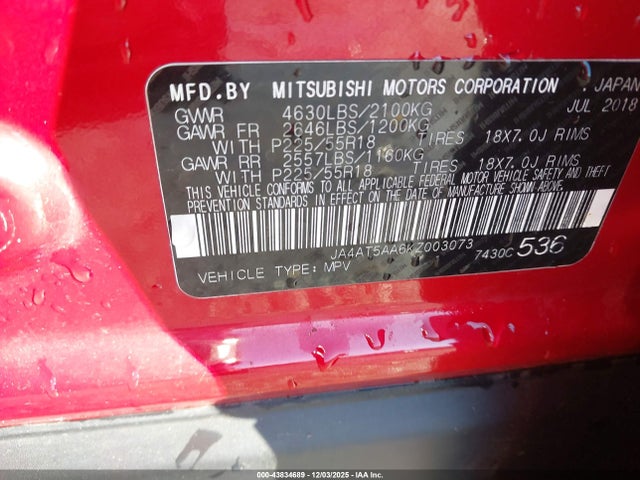 MFD.BY MITSUBISHI MOTORS CORPORATION JAPAN
GVWR 4630LBS/2100KG JUL 2018
GAWR FR 2646LBS/1200KG
WITH P225/55R18 TIRES 18X7.0J RIMS
GAWR RR 2557LBS/1160KG
WITH P225/55R18 TIRES 18X7.0J RIMS
THIS VEHICLE CONFORMS TO ALL APPLICABLE FEDERAL MOTOR VEHICLE SAFETY AND THEFT
PREVENTION STANDARDS IN EFFECT ON THE DATE OF MANUFACTURE SHOWN ABOVE.
JA4AT5AA6KZ003073 7430C 536
VEHICLE TYPE: MPV
000-43834689 - 12/03/2025 - IAA Inc.